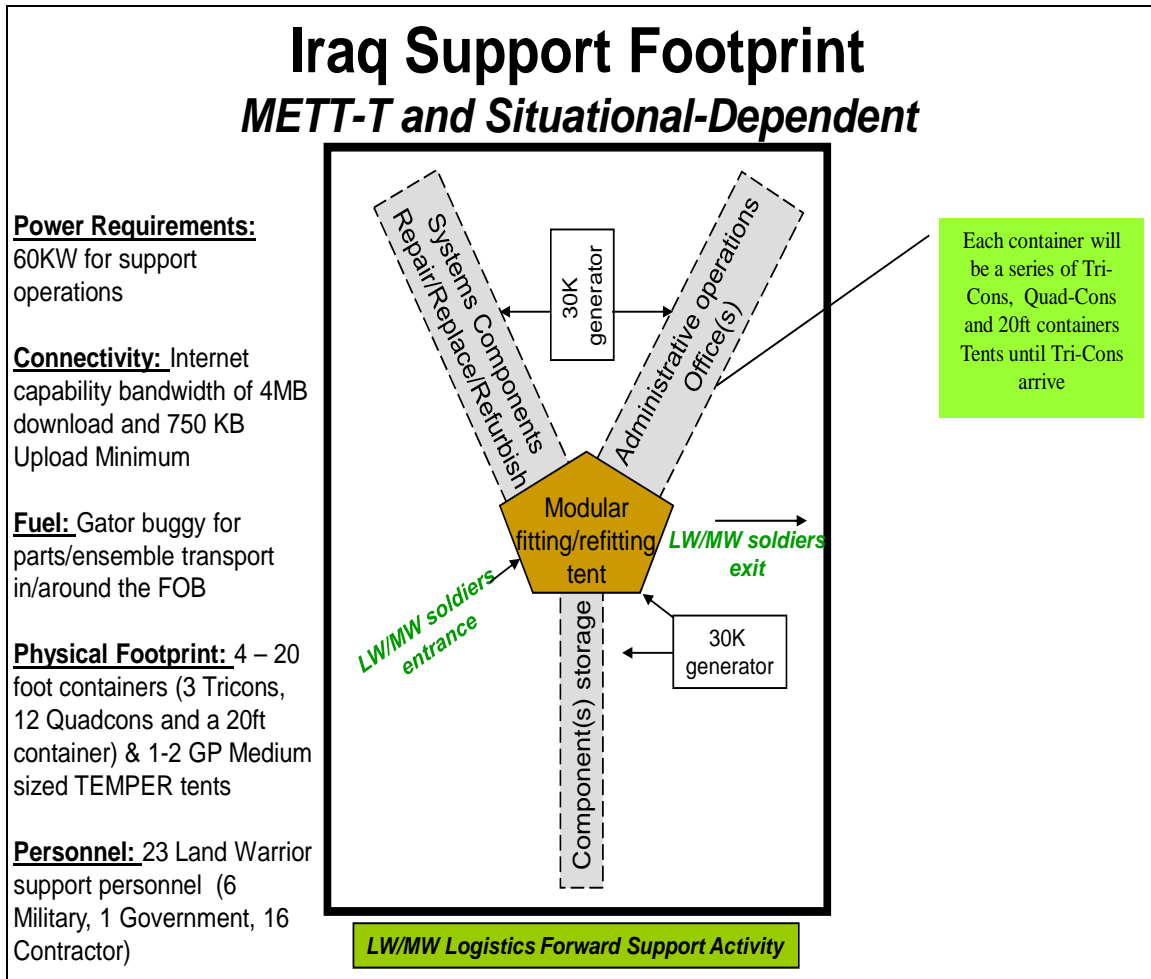 Iraq Support Footprint
METT-T and Situational-Dependent
Power Requirements:
60KW for support
operations
Connectivity: Internet
capability bandwidth of 4MB
download and 750 KB
Upload Minimum
Fuel: Gator buggy for
parts/ensemble transport
in/around the FOB
Physical Footprint: 4 – 20
foot containers (3 Tricons,
12 Quadcons and a 20ft
container) & 1-2 GP Medium
sized TEMPER tents
Personnel: 23 Land Warrior
support personnel (6
Military, 1 Government, 16
Contractor)
Systems Components
Repair/Replace/Refurbish
30K
generator
Administrative operations
Office(s)
Each container will
be a series of Tri-
Cons, Quad-Cons
and 20ft containers
Tents until Tri-Cons
arrive
Modular
fitting/refitting
tent
LW/MW soldiers
exit
LW/MW soldiers
entrance
30K
generator
Component(s) storage
LW/MW Logistics Forward Support Activity